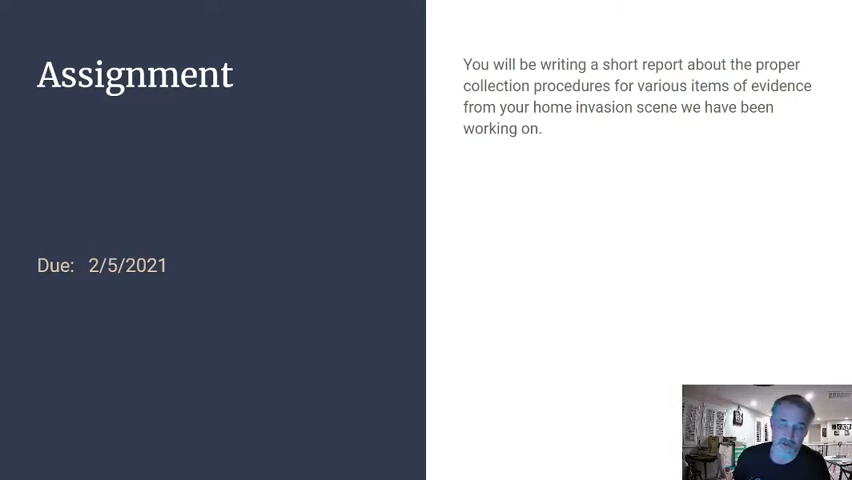 Assignment
Due: 2/5/2021
You will be writing a short report about the proper
collection procedures for various items of evidence
from your home invasion scene we have been
working on.